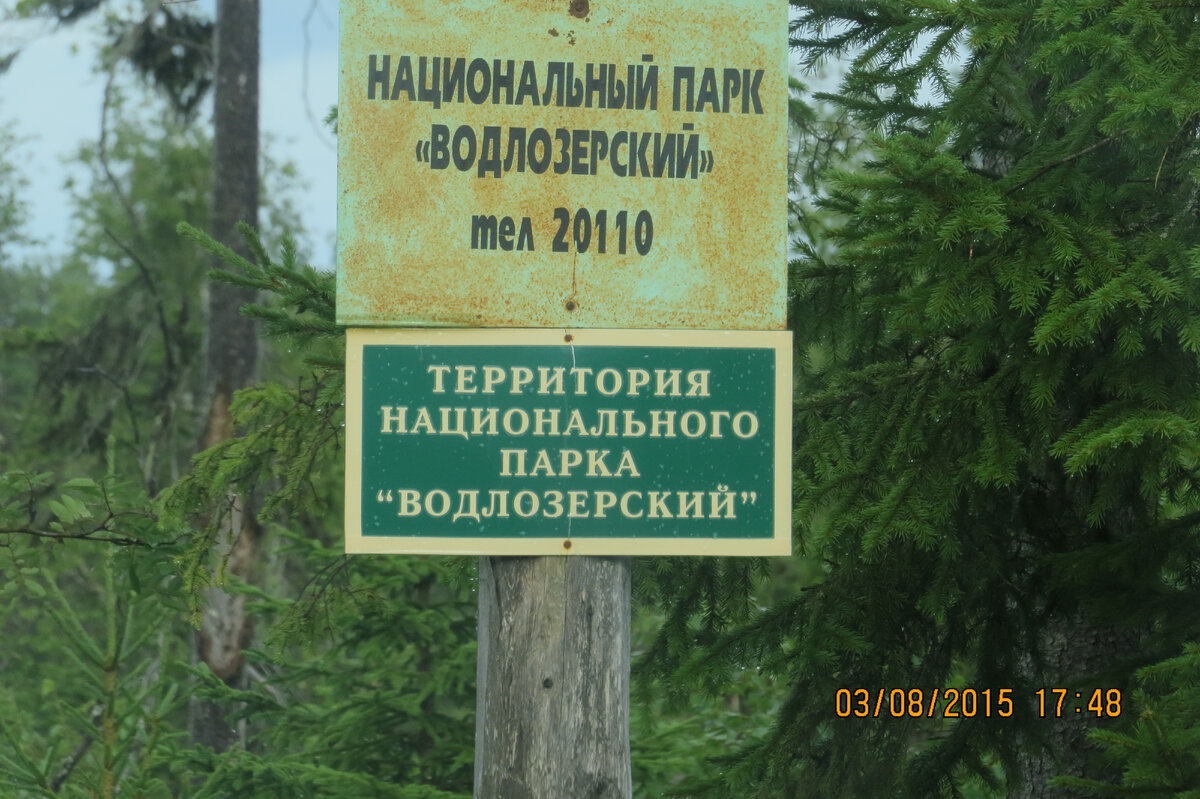 НАЦИОНАЛЬНЫЙ ПАРК
«ВОДЛОЗЕРСКИЙ»
тел 20110
ТЕРРИТОРИЯ
НАЦИОНАЛЬНОГО
ПАРКА
“ВОДЛОЗЕРСКИЙ”
03/08/2015 17:48